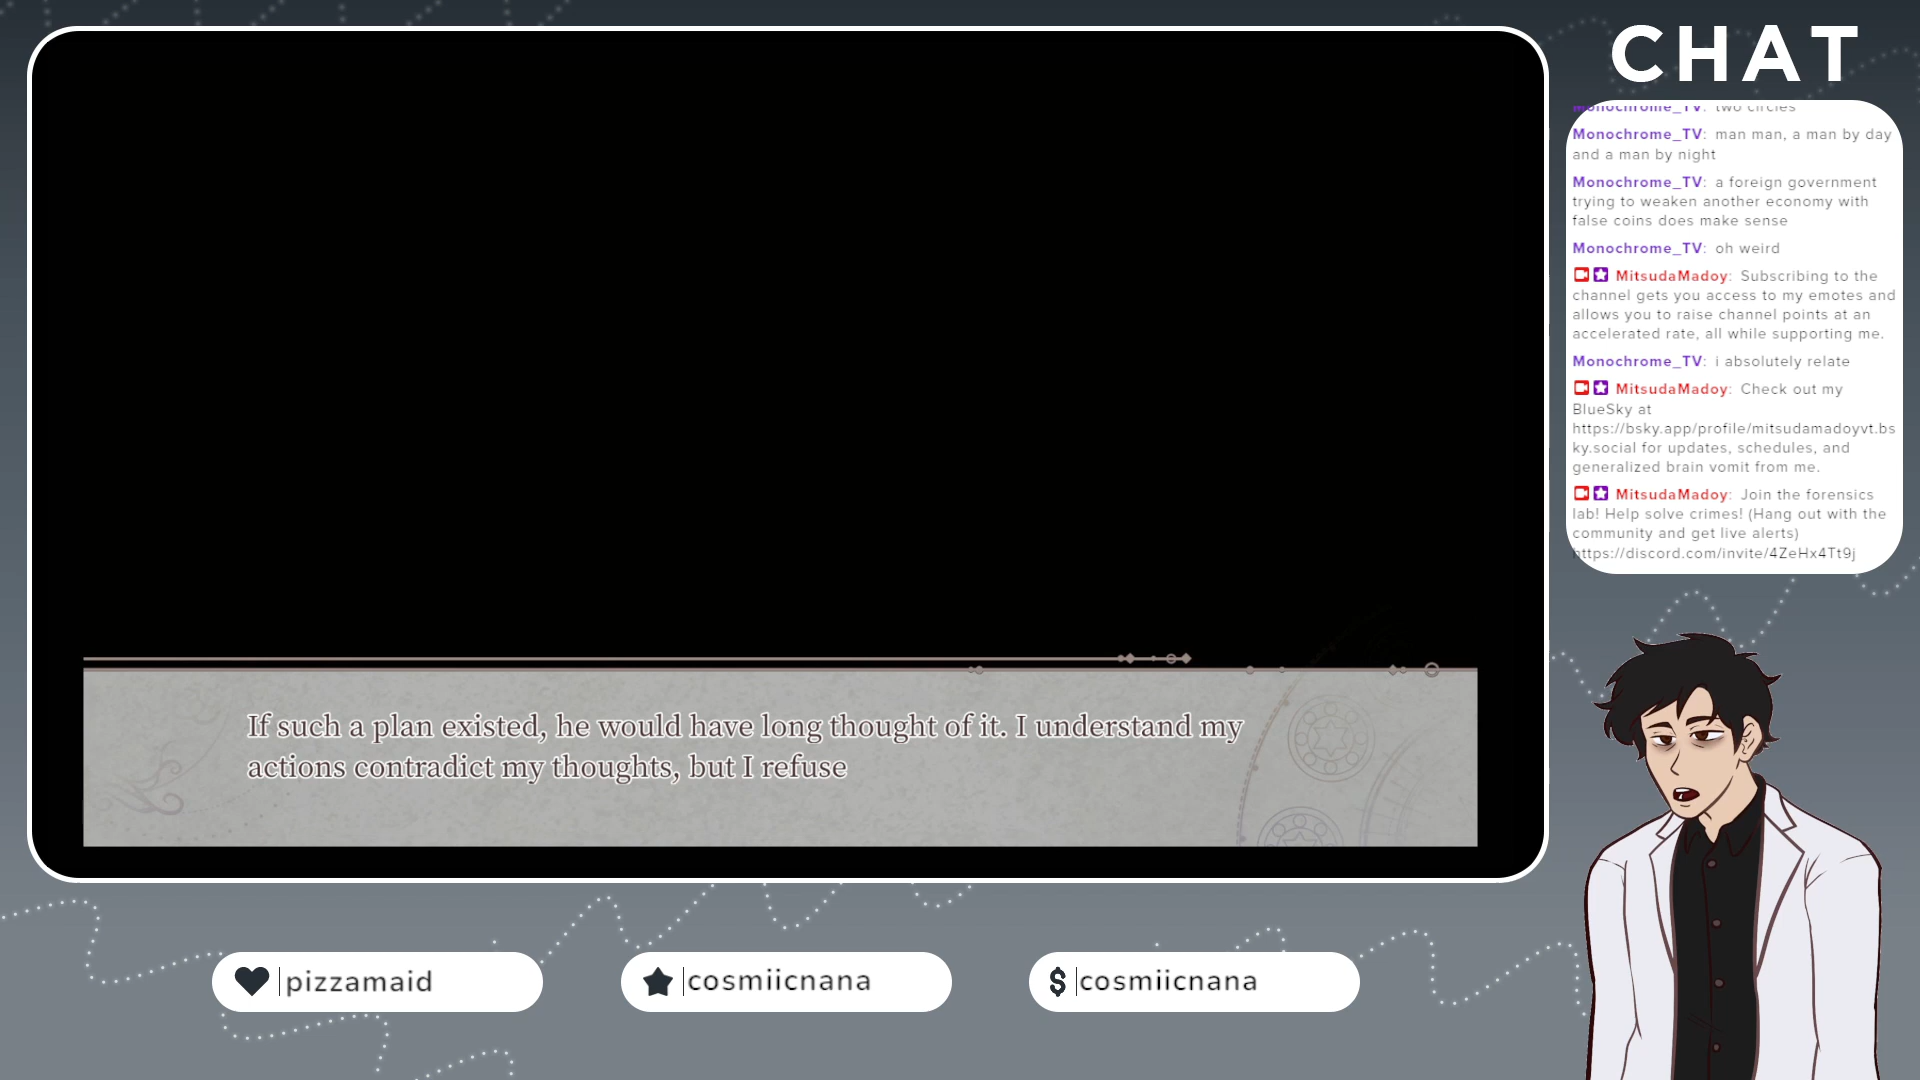 CHAT
Monochrome_TV: two circles
Monochrome_TV: man man, a man by day
and a man by night
Monochrome_TV: a foreign government
trying to weaken another economy with
false coins does make sense
Monochrome_TV: oh weird
MitsudaMadoy: Subscribing to the
channel gets you access to my emotes and
allows you to raise channel points at an
accelerated rate, all while supporting me.
Monochrome_TV: i absolutely relate
MitsudaMadoy: Check out my
BlueSky at
https://bsky.app/profile/mitsudamadoyvt.bs
ky.social for updates, schedules, and
generalized brain vomit from me.
MitsudaMadoy: Join the forensics
lab! Help solve crimes! (Hang out with the
community and get live alerts)
https://discord.com/invite/4ZeHx4Tt9j
If such a plan existed, he would have long thought of it. I understand my
actions contradict my thoughts, but I refuse
pizzamaid
cosmiicnana
$ cosmiicnana